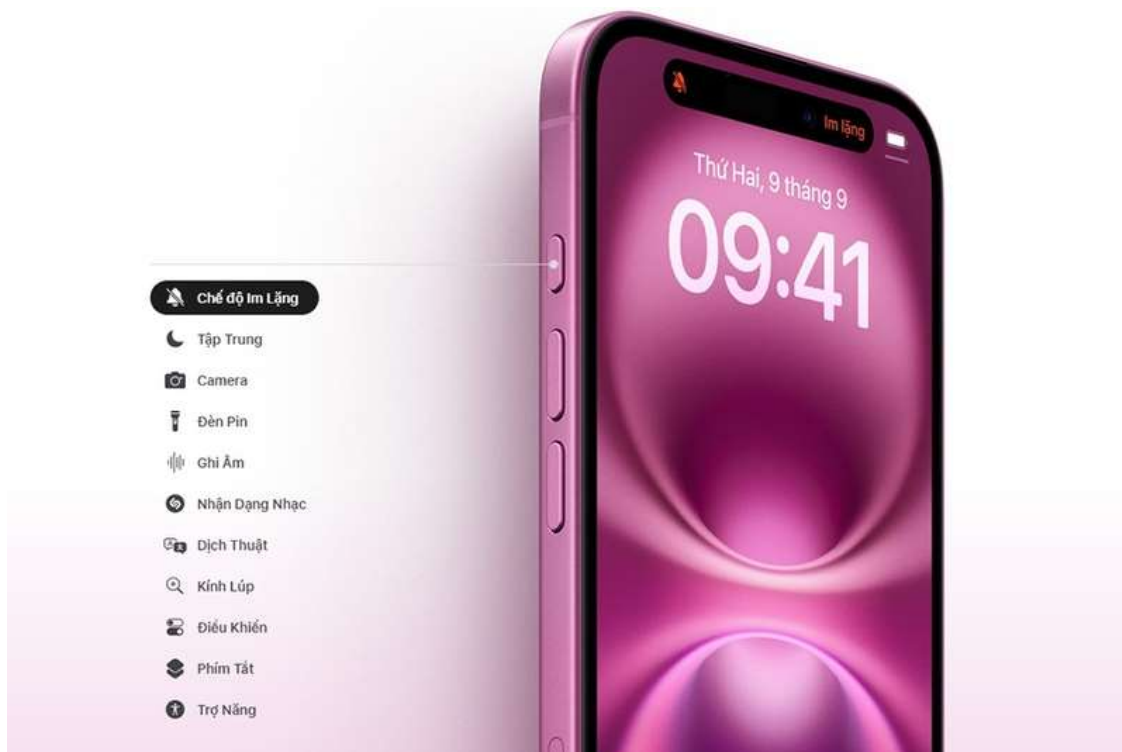 Im lặng
Thứ Hai, 9 tháng 9
09:41
Chế độ Im Lặng
Tập Trung
Camera
Đèn Pin
Ghi Âm
Nhận Dạng Nhạc
Dịch Thuật
Kính Lúp
Điều Khiển
Phím Tắt
Trợ Năng